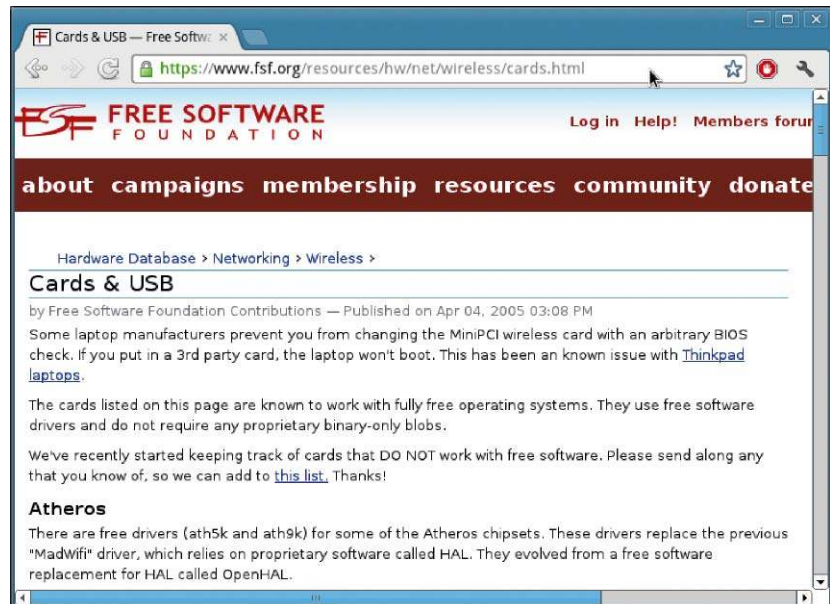 Cards & USB — Free Softwa
https://www.fsf.org/resources/hw/net/wireless/cards.html
FSF FREE SOFTWARE
FOUNDATION
Log in Help! Members forum
about campaigns membership resources community donate
Hardware Database > Networking > Wireless >
Cards & USB
by Free Software Foundation Contributions — Published on Apr 04, 2005 03:08 PM
Some laptop manufacturers prevent you from changing the MiniPCI wireless card with an arbitrary BIOS
check. If you put in a 3rd party card, the laptop won't boot. This has been an known issue with Thinkpad
laptops.
The cards listed on this page are known to work with fully free operating systems. They use free software
drivers and do not require any proprietary binary-only blobs.
We've recently started keeping track of cards that DO NOT work with free software. Please send along any
that you know of, so we can add to this list. Thanks!
Atheros
There are free drivers (ath5k and ath9k) for some of the Atheros chipsets. These drivers replace the previous
"MadWifi" driver, which relies on proprietary software called HAL. They evolved from a free software
replacement for HAL called OpenHAL.